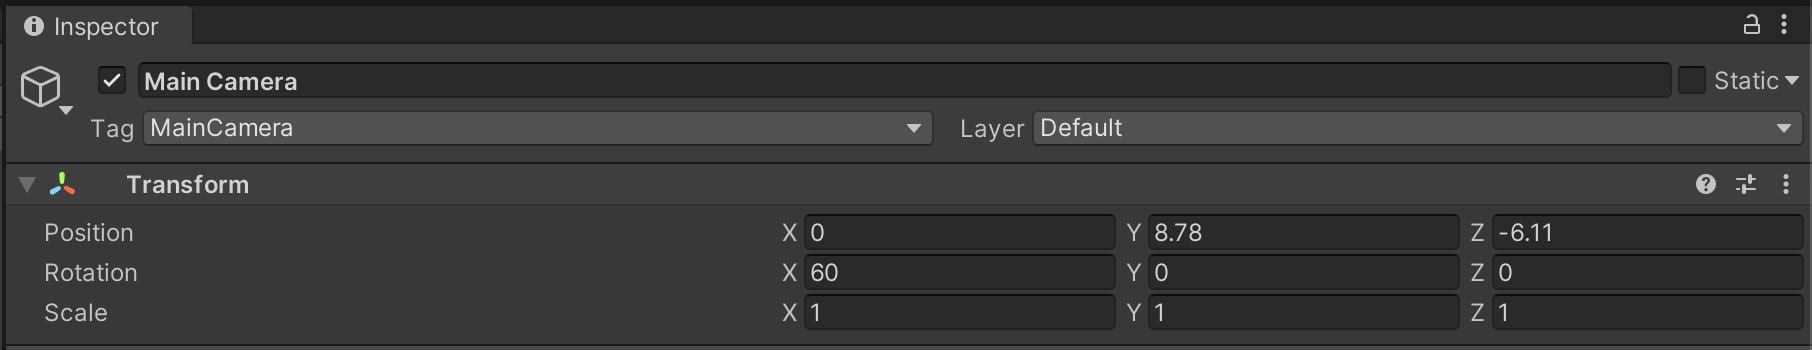 Inspector
Main Camera Static
Tag MainCamera Layer Default
Transform
Position X 0 Y 8.78 Z -6.11
Rotation X 60 Y 0 Z 0
Scale X 1 Y 1 Z 1